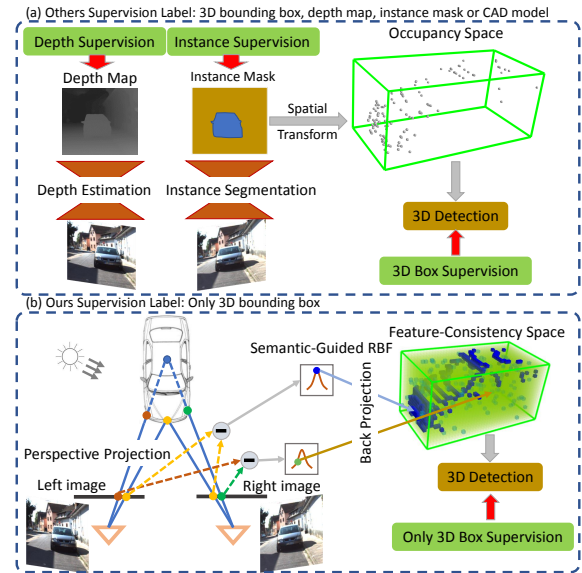 (a) Others Supervision Label: 3D bounding box, depth map, instance mask or CAD model
Depth Supervision
Instance Supervision
Occupancy Space
Depth Map
Instance Mask
Spatial
Transform
Depth Estimation
Instance Segmentation
3D Detection
3D Box Supervision
(b) Ours Supervision Label: Only 3D bounding box
Feature-Consistency Space
Semantic-Guided RBF
Back Projection
Perspective Projection
Left image
Right image
3D Detection
Only 3D Box Supervision